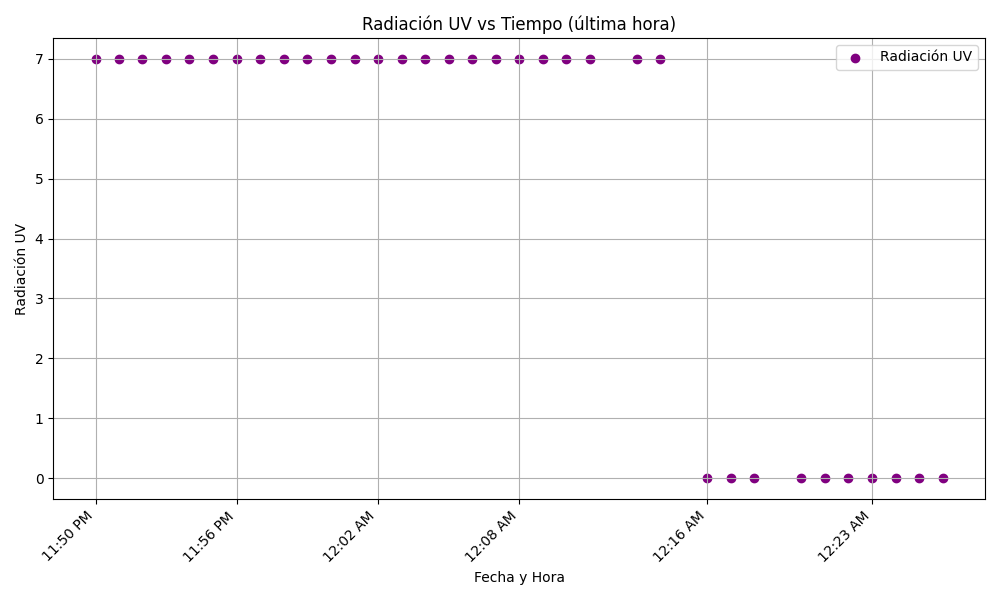 Radiación UV vs Tiempo (última hora)
Radiación UV
7
6
5
4
3
2
1
0
Radiación UV
11:50 PM
11:56 PM
12:02 AM
12:08 AM
12:16 AM
12:23 AM
Fecha y Hora